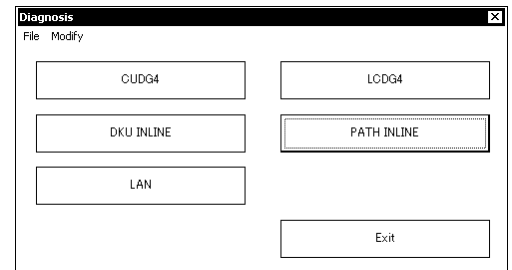 Diagnosis
File Modify
CUDG4 LCDG4
DKU INLINE PATH INLINE
LAN
Exit